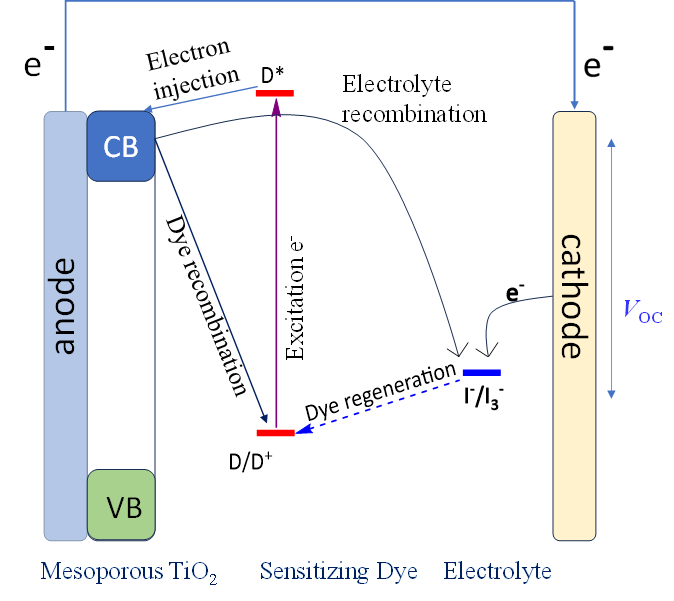 e⁻
Electron
injection
D*
Electrolyte
recombination
e⁻
CB
Dye recombination
Excitation e⁻
anode
cathode
e⁻
V_OC
Dye regeneration
I⁻/I₃⁻
D/D⁺
VB
Mesoporous TiO₂
Sensitizing Dye
Electrolyte